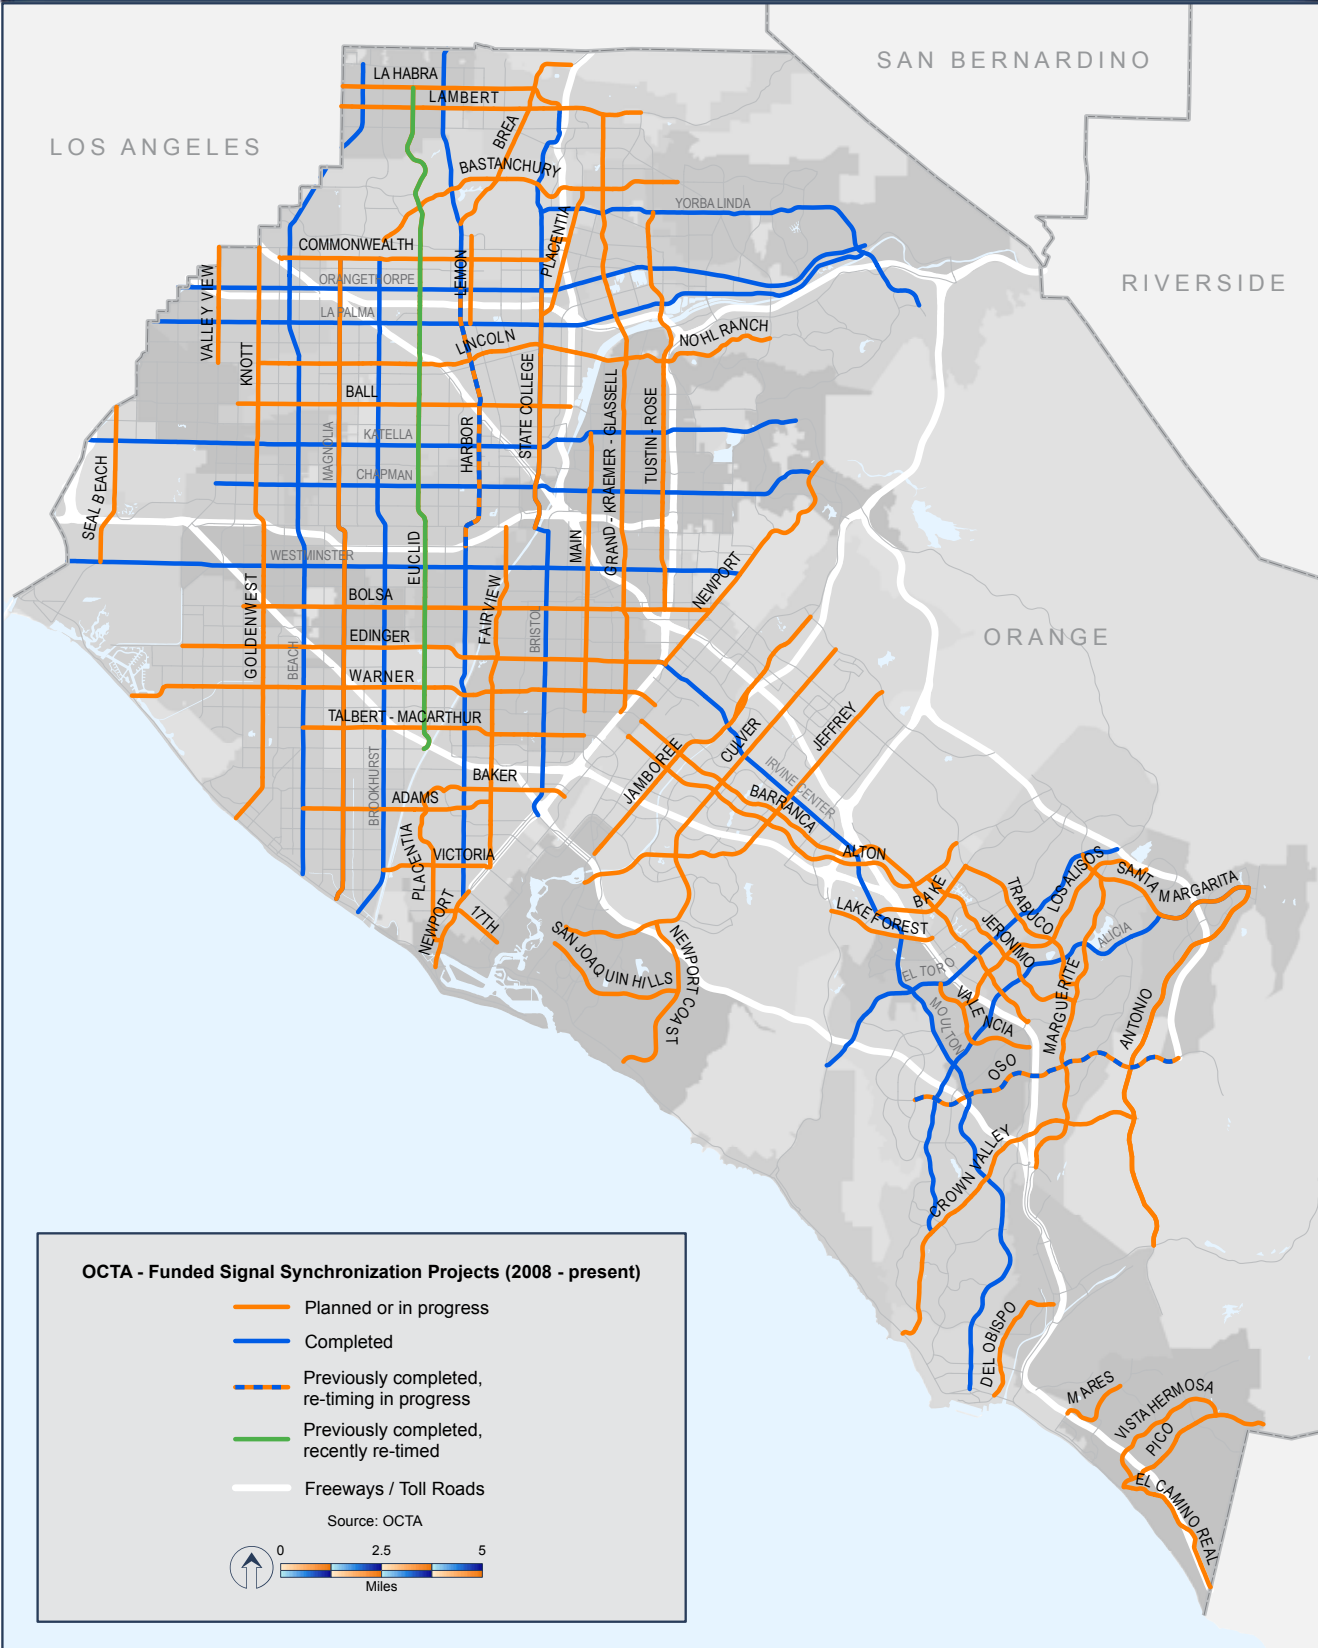 SAN BERNARDINO
LOS ANGELES
RIVERSIDE
ORANGE
LA HABRA
LAMBERT
BREA
BASTANCHURY
YORBA LINDA
PLACENTIA
COMMONWEALTH
LEMON
ORANGETHORPE
VALLEY VIEW
LA PALMA
NOHL RANCH
LINCOLN
KNOTT
BALL
STATE COLLEGE
GRAND - KRAEMER - GLASSELL
TUSTIN - ROSE
MAGNOLIA
KATELLA
HARBOR
CHAPMAN
SEAL BEACH
WESTMINSTER
EUCLID
MAIN
NEWPORT
BOLSA
FAIRVIEW
GOLDENWEST
EDINGER
BRISTOL
BEACH
WARNER
TALBERT - MACARTHUR
JAMBOREE
CULVER
JEFFREY
IRVINE CENTER
BAKER
BROOKHURST
ADAMS
BARRANCA
PLACENTIA
VICTORIA
ALTON
NEWPORT
17TH
BAKE
LAKE FOREST
TRABUCO
LOS ALISOS
SANTA MARGARITA
JERONIMO
ALICIA
SAN JOAQUIN HILLS
NEWPORT COAST
EL TORO
MOULTON
VALENCIA
MARGUERITE
ANTONIO
OSO
CROWN VALLEY
DEL OBISPO
MARES
VISTA HERMOSA
PICO
EL CAMINO REAL
OCTA - Funded Signal Synchronization Projects (2008 - present)
Planned or in progress
Completed
Previously completed,
re-timing in progress
Previously completed,
recently re-timed
Freeways / Toll Roads
Source: OCTA
0 2.5 5
Miles